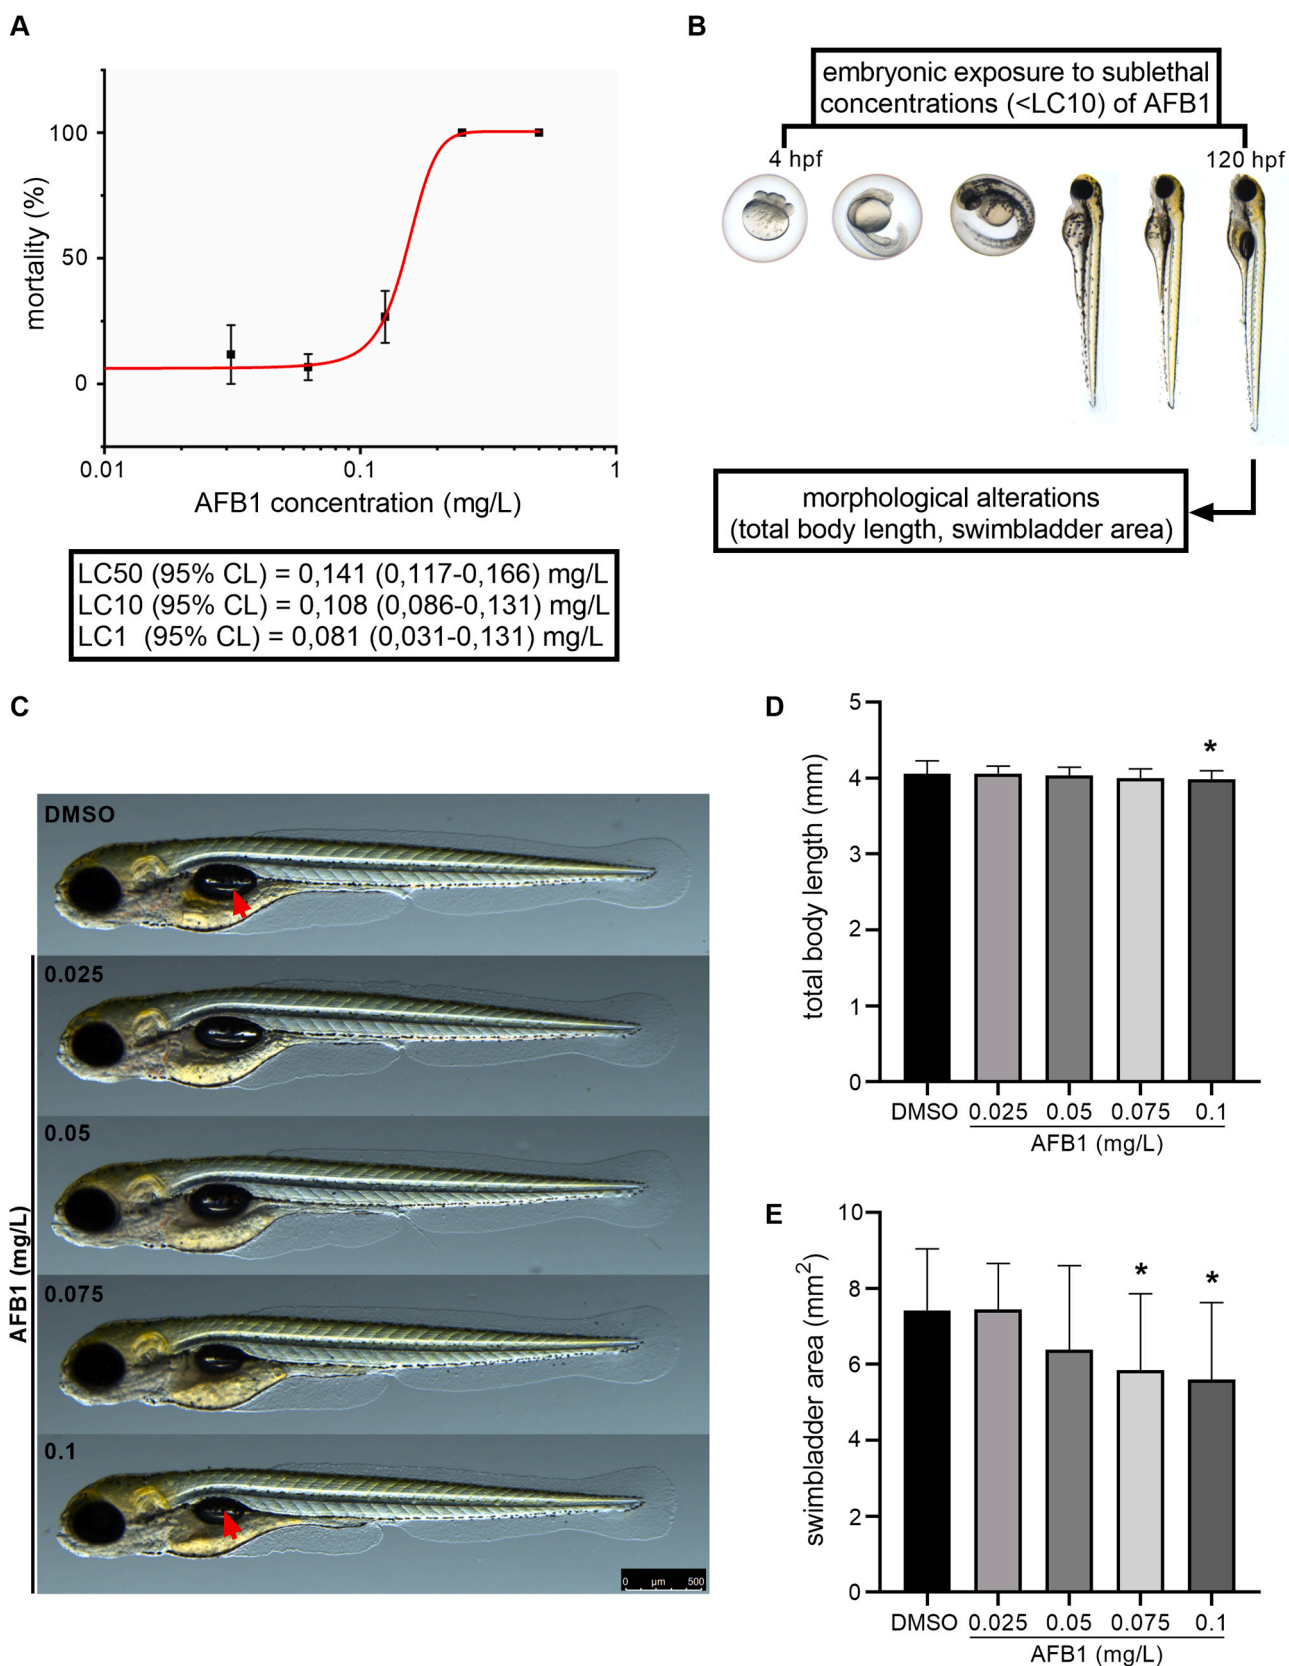 A
100
50
0
mortality (%)
0.01
0.1
1
AFB1 concentration (mg/L)
LC50 (95% CL) = 0,141 (0,117-0,166) mg/L
LC10 (95% CL) = 0,108 (0,086-0,131) mg/L
LC1 (95% CL) = 0,081 (0,031-0,131) mg/L
B
embryonic exposure to sublethal
concentrations (<LC10) of AFB1
4 hpf
120 hpf
morphological alterations
(total body length, swimbladder area)
C
DMSO
0.025
0.05
0.075
0.1
AFB1 (mg/L)
0 µm 500
D
5
4
3
2
1
0
total body length (mm)
*
DMSO 0.025 0.05 0.075 0.1
AFB1 (mg/L)
E
10
8
6
4
2
0
swimbladder area (mm²)
* *
DMSO 0.025 0.05 0.075 0.1
AFB1 (mg/L)